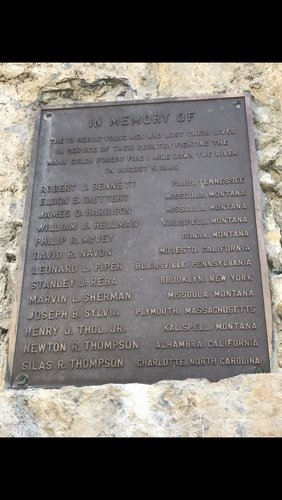 IN MEMORY OF
THE 13 HEROIC YOUNG MEN WHO LOST THEIR LIVES
IN SERVICE OF THEIR COUNTRY FIGHTING THE
MANN GULCH FOREST FIRE 1 MILE DOWN THE RIVER
ON AUGUST 5, 1949.
ROBERT J. BENNETT PARIS, TENNESSEE
ELDON E. DIETTERT MISSOULA, MONTANA
JAMES O. HARRISON MISSOULA, MONTANA
WILLIAM J. HELLMAN KALISPELL, MONTANA
PHILIP R. McVEY RONAN, MONTANA
DAVID R. NAVON MODESTO, CALIFORNIA
LEONARD L. PIPER BLAIRSVILLE, PENNSYLVANIA
STANLEY J. REBA BROOKLYN, NEW YORK
MARVIN L. SHERMAN MISSOULA, MONTANA
JOSEPH B. SYLVIA PLYMOUTH, MASSACHUSETTS
HENRY J. THOL, JR. KALISPELL, MONTANA
NEWTON R. THOMPSON ALHAMBRA, CALIFORNIA
SILAS R. THOMPSON CHARLOTTE, NORTH CAROLINA